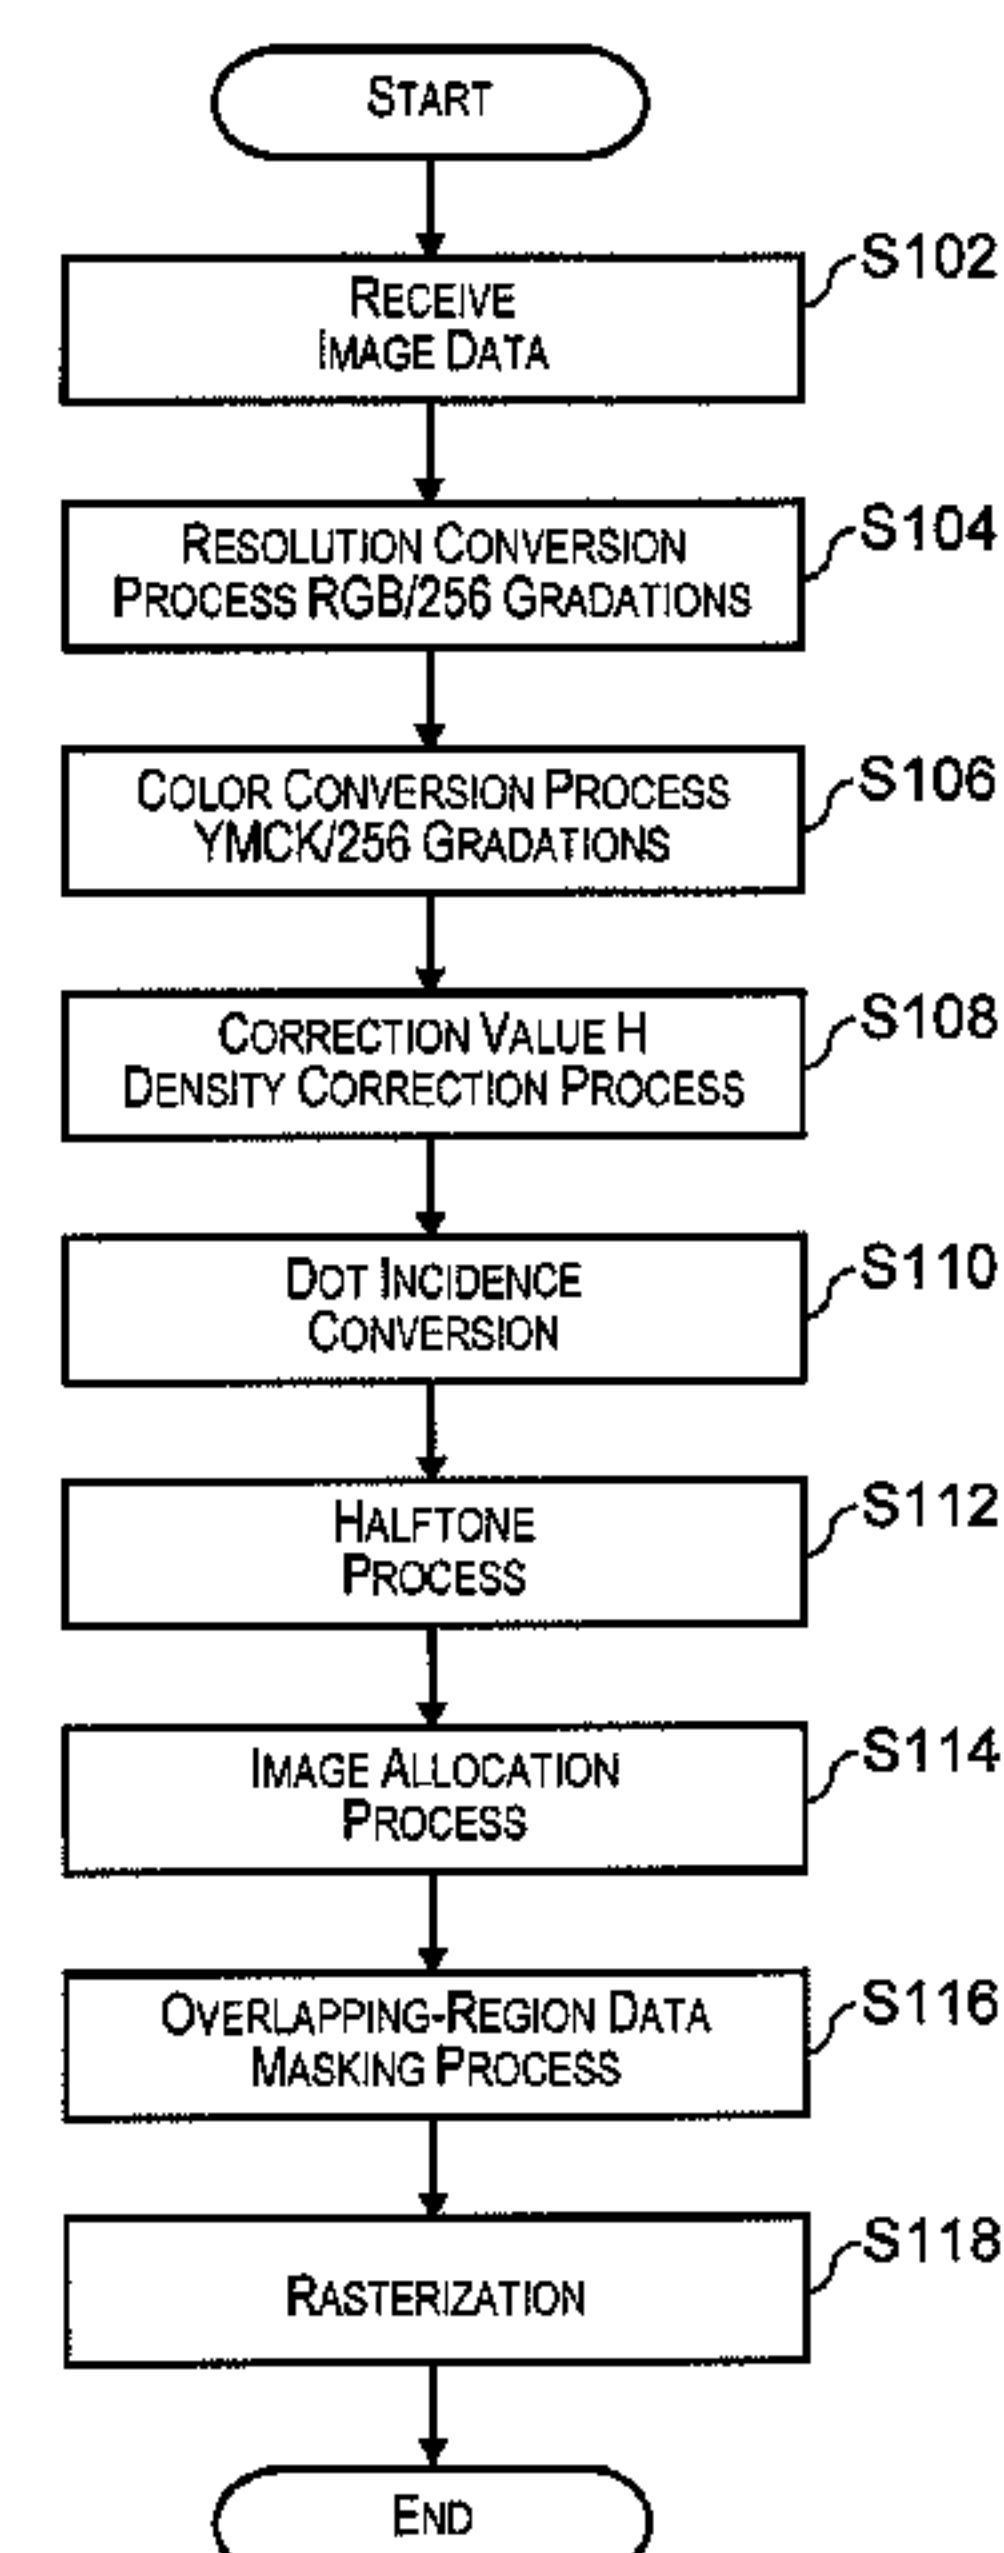 START
S102
RECEIVE
IMAGE DATA
S104
RESOLUTION CONVERSION
PROCESS RGB/256 GRADATIONS
S106
COLOR CONVERSION PROCESS
YMCK/256 GRADATIONS
S108
CORRECTION VALUE H
DENSITY CORRECTION PROCESS
S110
DOT INCIDENCE
CONVERSION
S112
HALFTONE
PROCESS
S114
IMAGE ALLOCATION
PROCESS
S116
OVERLAPPING-REGION DATA
MASKING PROCESS
S118
RASTERIZATION
END